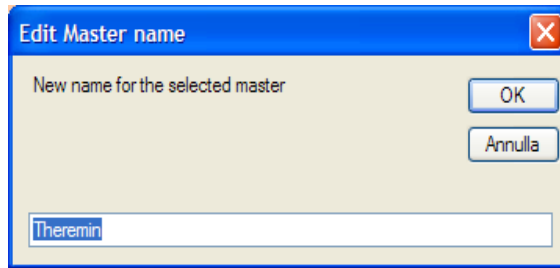 Edit Master name
New name for the selected master
OK
Annulla
Theremin